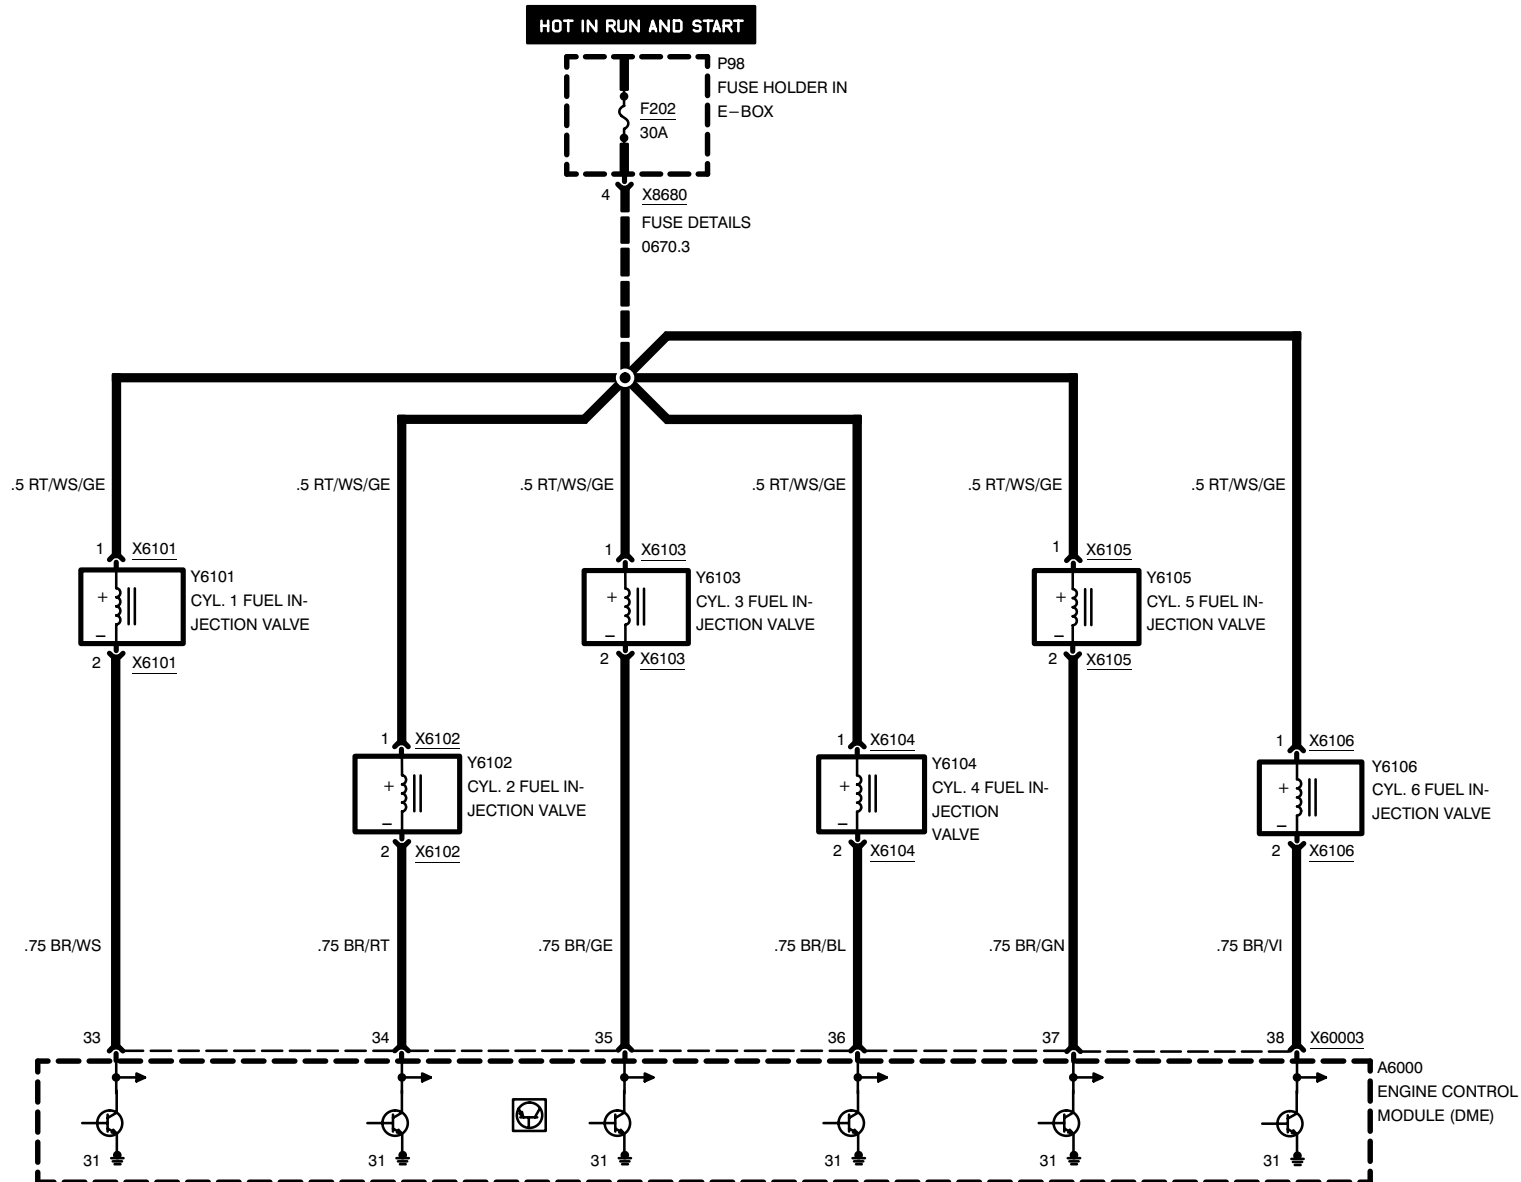 HOT IN RUN AND START
P98
FUSE HOLDER IN
E-BOX
F202
30A
4 X8680
FUSE DETAILS
0670.3
.5 RT/WS/GE .5 RT/WS/GE .5 RT/WS/GE .5 RT/WS/GE .5 RT/WS/GE .5 RT/WS/GE
1 X6101
Y6101
CYL. 1 FUEL IN-
JECTION VALVE
+
–
2 X6101
1 X6103
Y6103
CYL. 3 FUEL IN-
JECTION VALVE
+
–
2 X6103
1 X6105
Y6105
CYL. 5 FUEL IN-
JECTION VALVE
+
–
2 X6105
1 X6102
Y6102
CYL. 2 FUEL IN-
JECTION VALVE
+
–
2 X6102
1 X6104
Y6104
CYL. 4 FUEL IN-
JECTION
VALVE
+
–
2 X6104
1 X6106
Y6106
CYL. 6 FUEL IN-
JECTION VALVE
+
–
2 X6106
.75 BR/WS .75 BR/RT .75 BR/GE .75 BR/BL .75 BR/GN .75 BR/VI
33 34 35 36 37 38 X60003
A6000
ENGINE CONTROL
MODULE (DME)
31 31 31 31 31 31